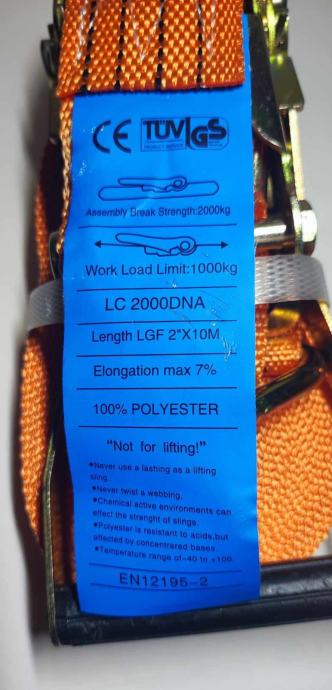 CE TÜV GS
PRODUCT SERVICE
Assembly Break Strength:2000kg
Work Load Limit:1000kg
LC 2000DNA
Length LGF 2"X10M
Elongation max 7%
100% POLYESTER
"Not for lifting!"
•Never use a lashing as a lifting
sling.
•Never twist a webbing.
•Chemical active environments can
effect the strenght of slings.
•Polyester is resistant to acids,but
affected by concentrared bases.
•Temperature range of-40 to +100.
EN12195-2